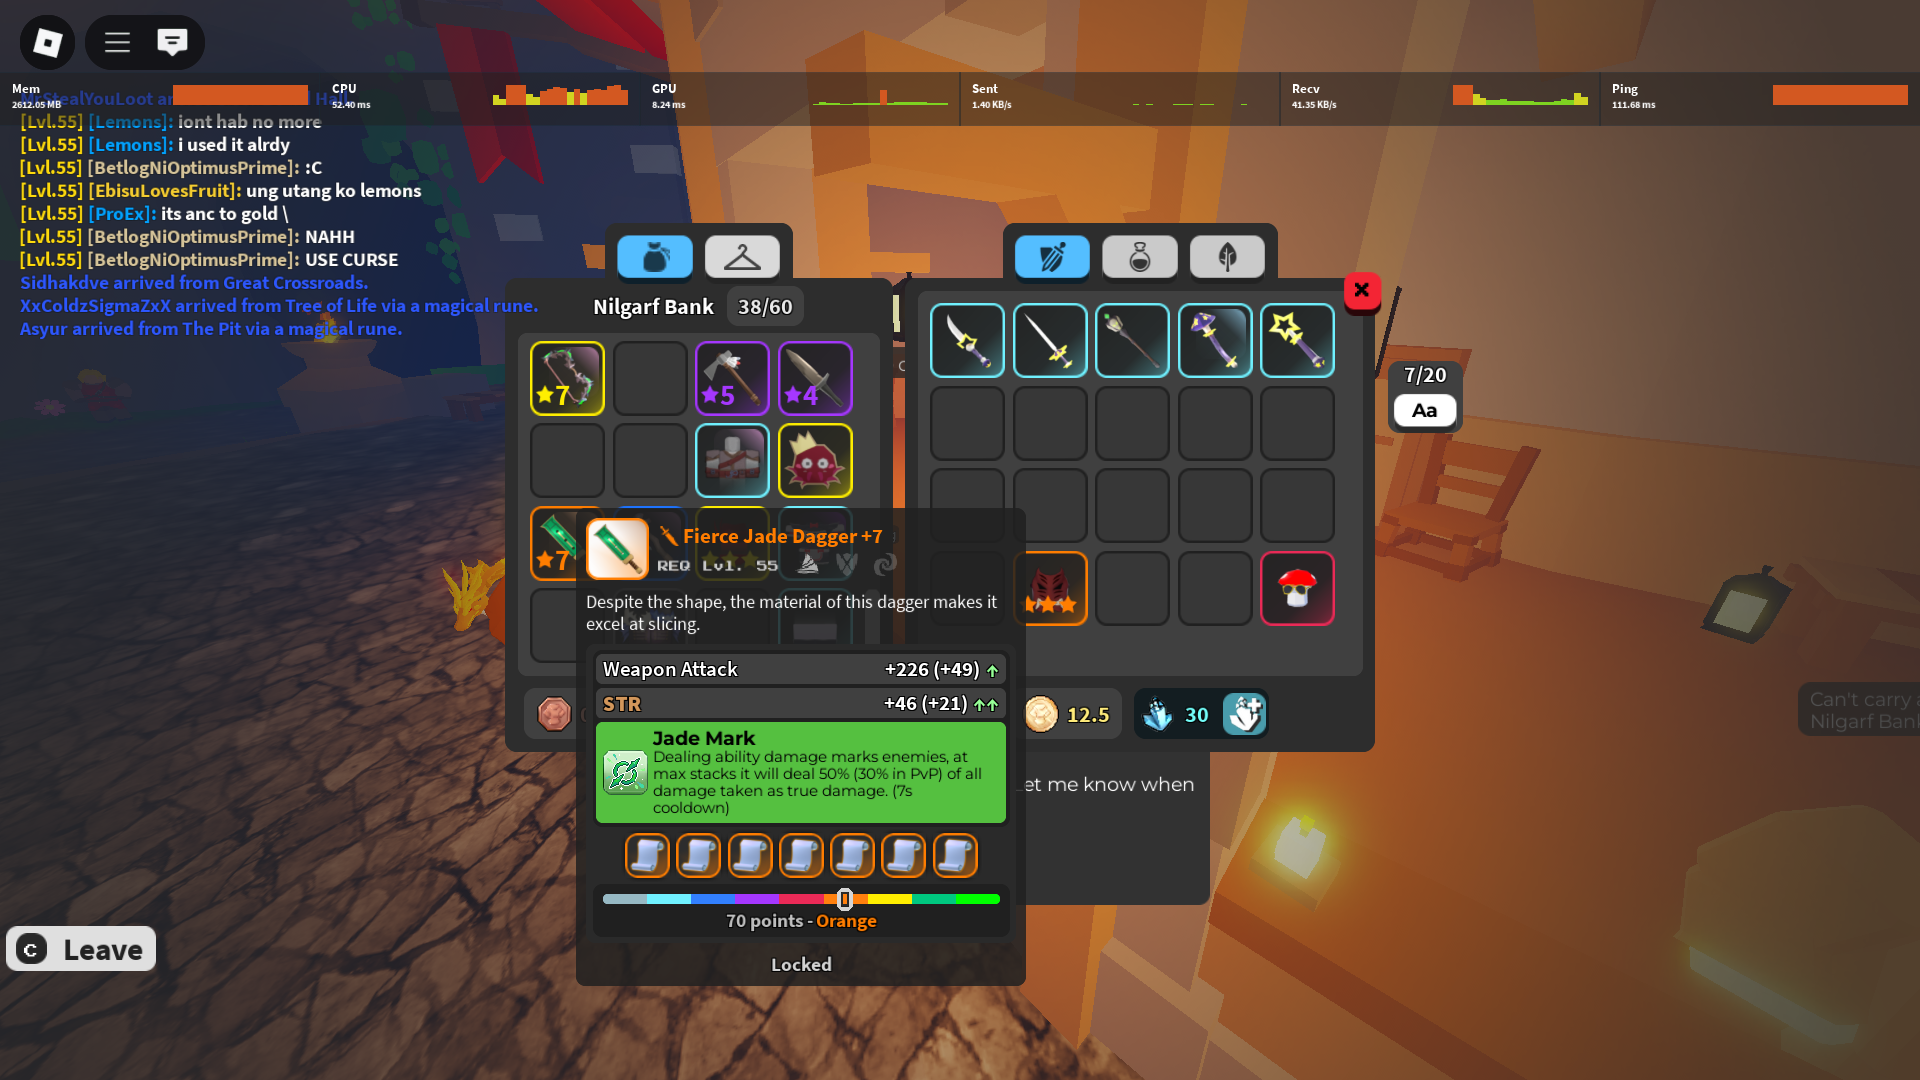 Mem
2612.05 MB
CPU
52.40 ms
GPU
8.24 ms
Sent
1.40 KB/s
Recv
41.35 KB/s
Ping
111.68 ms
MrStealYouLoot
[Lvl.55] [Lemons]: iont hab no more
[Lvl.55] [Lemons]: i used it alrdy
[Lvl.55] [BetlogNiOptimusPrime]: :C
[Lvl.55] [EbisuLovesFruit]: ung utang ko lemons
[Lvl.55] [ProEx]: its anc to gold \
[Lvl.55] [BetlogNiOptimusPrime]: NAHH
[Lvl.55] [BetlogNiOptimusPrime]: USE CURSE
Sidhakdve arrived from Great Crossroads.
XxColdzSigmaZxX arrived from Tree of Life via a magical rune.
Asyur arrived from The Pit via a magical rune.
Nilgarf Bank 38/60
7
5
4
7
7/20
Aa
Fierce Jade Dagger +7
REQ Lvl. 55
Despite the shape, the material of this dagger makes it
excel at slicing.
Weapon Attack +226 (+49)
STR +46 (+21)
Jade Mark
Dealing ability damage marks enemies, at
max stacks it will deal 50% (30% in PvP) of all
damage taken as true damage. (7s
cooldown)
70 points - Orange
Locked
12.5
30
Can't carry
Nilgarf Bank
et me know when
C Leave